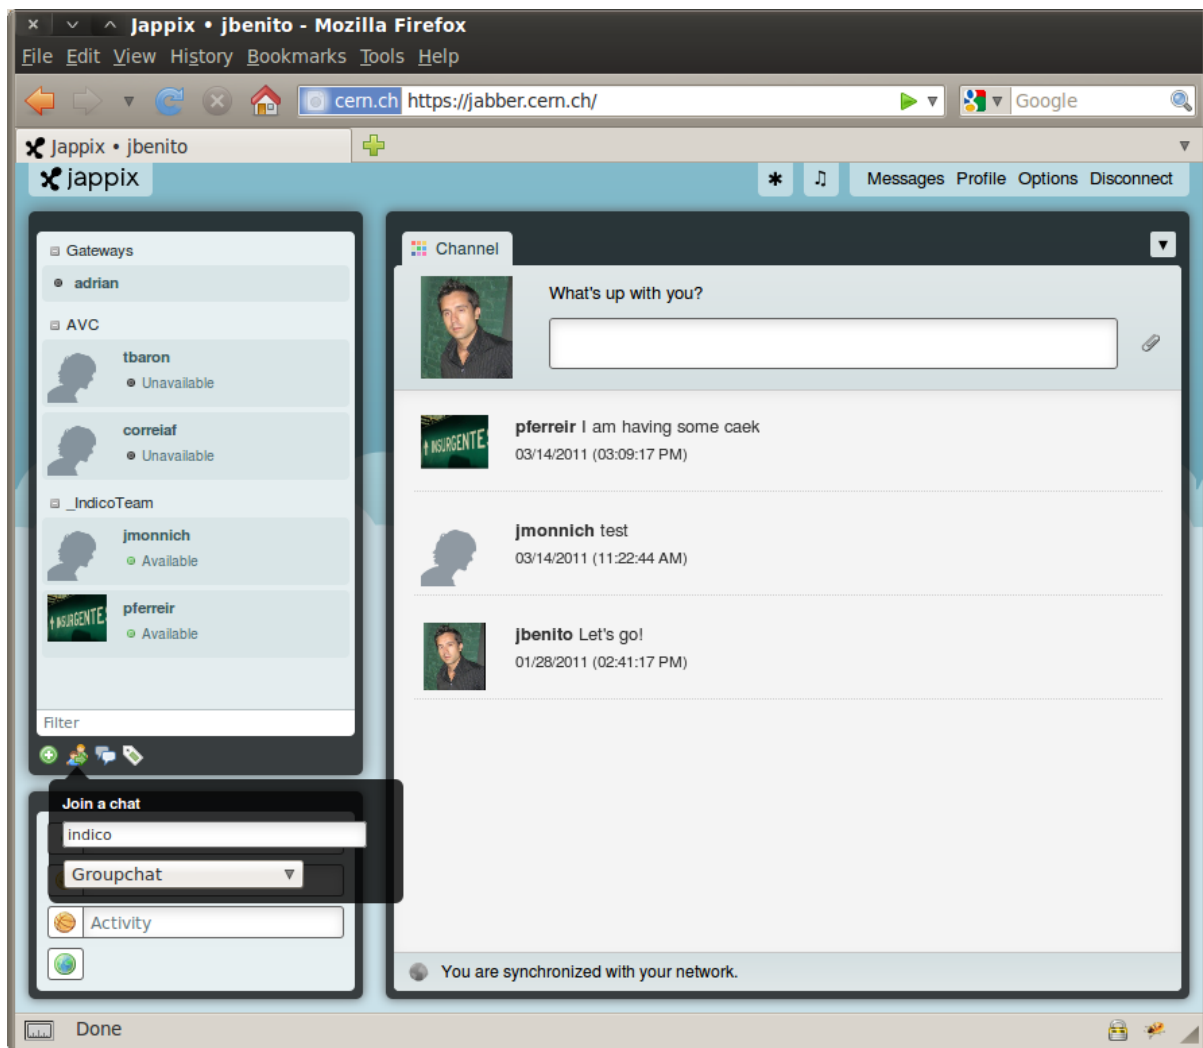 Jappix • jbenito - Mozilla Firefox
File Edit View History Bookmarks Tools Help
cern.ch https://jabber.cern.ch/
Google
Jappix • jbenito
jappix
Messages Profile Options Disconnect
Gateways
adrian
AVC
tbaron
Unavailable
correiaf
Unavailable
_IndicoTeam
jmonnich
Available
INSURGENTES
pferreir
Available
Filter
Join a chat
indico
Groupchat
Activity
Channel
What's up with you?
INSURGENTES
pferreir I am having some caek
03/14/2011 (03:09:17 PM)
jmonnich test
03/14/2011 (11:22:44 AM)
jbenito Let's go!
01/28/2011 (02:41:17 PM)
You are synchronized with your network.
Done